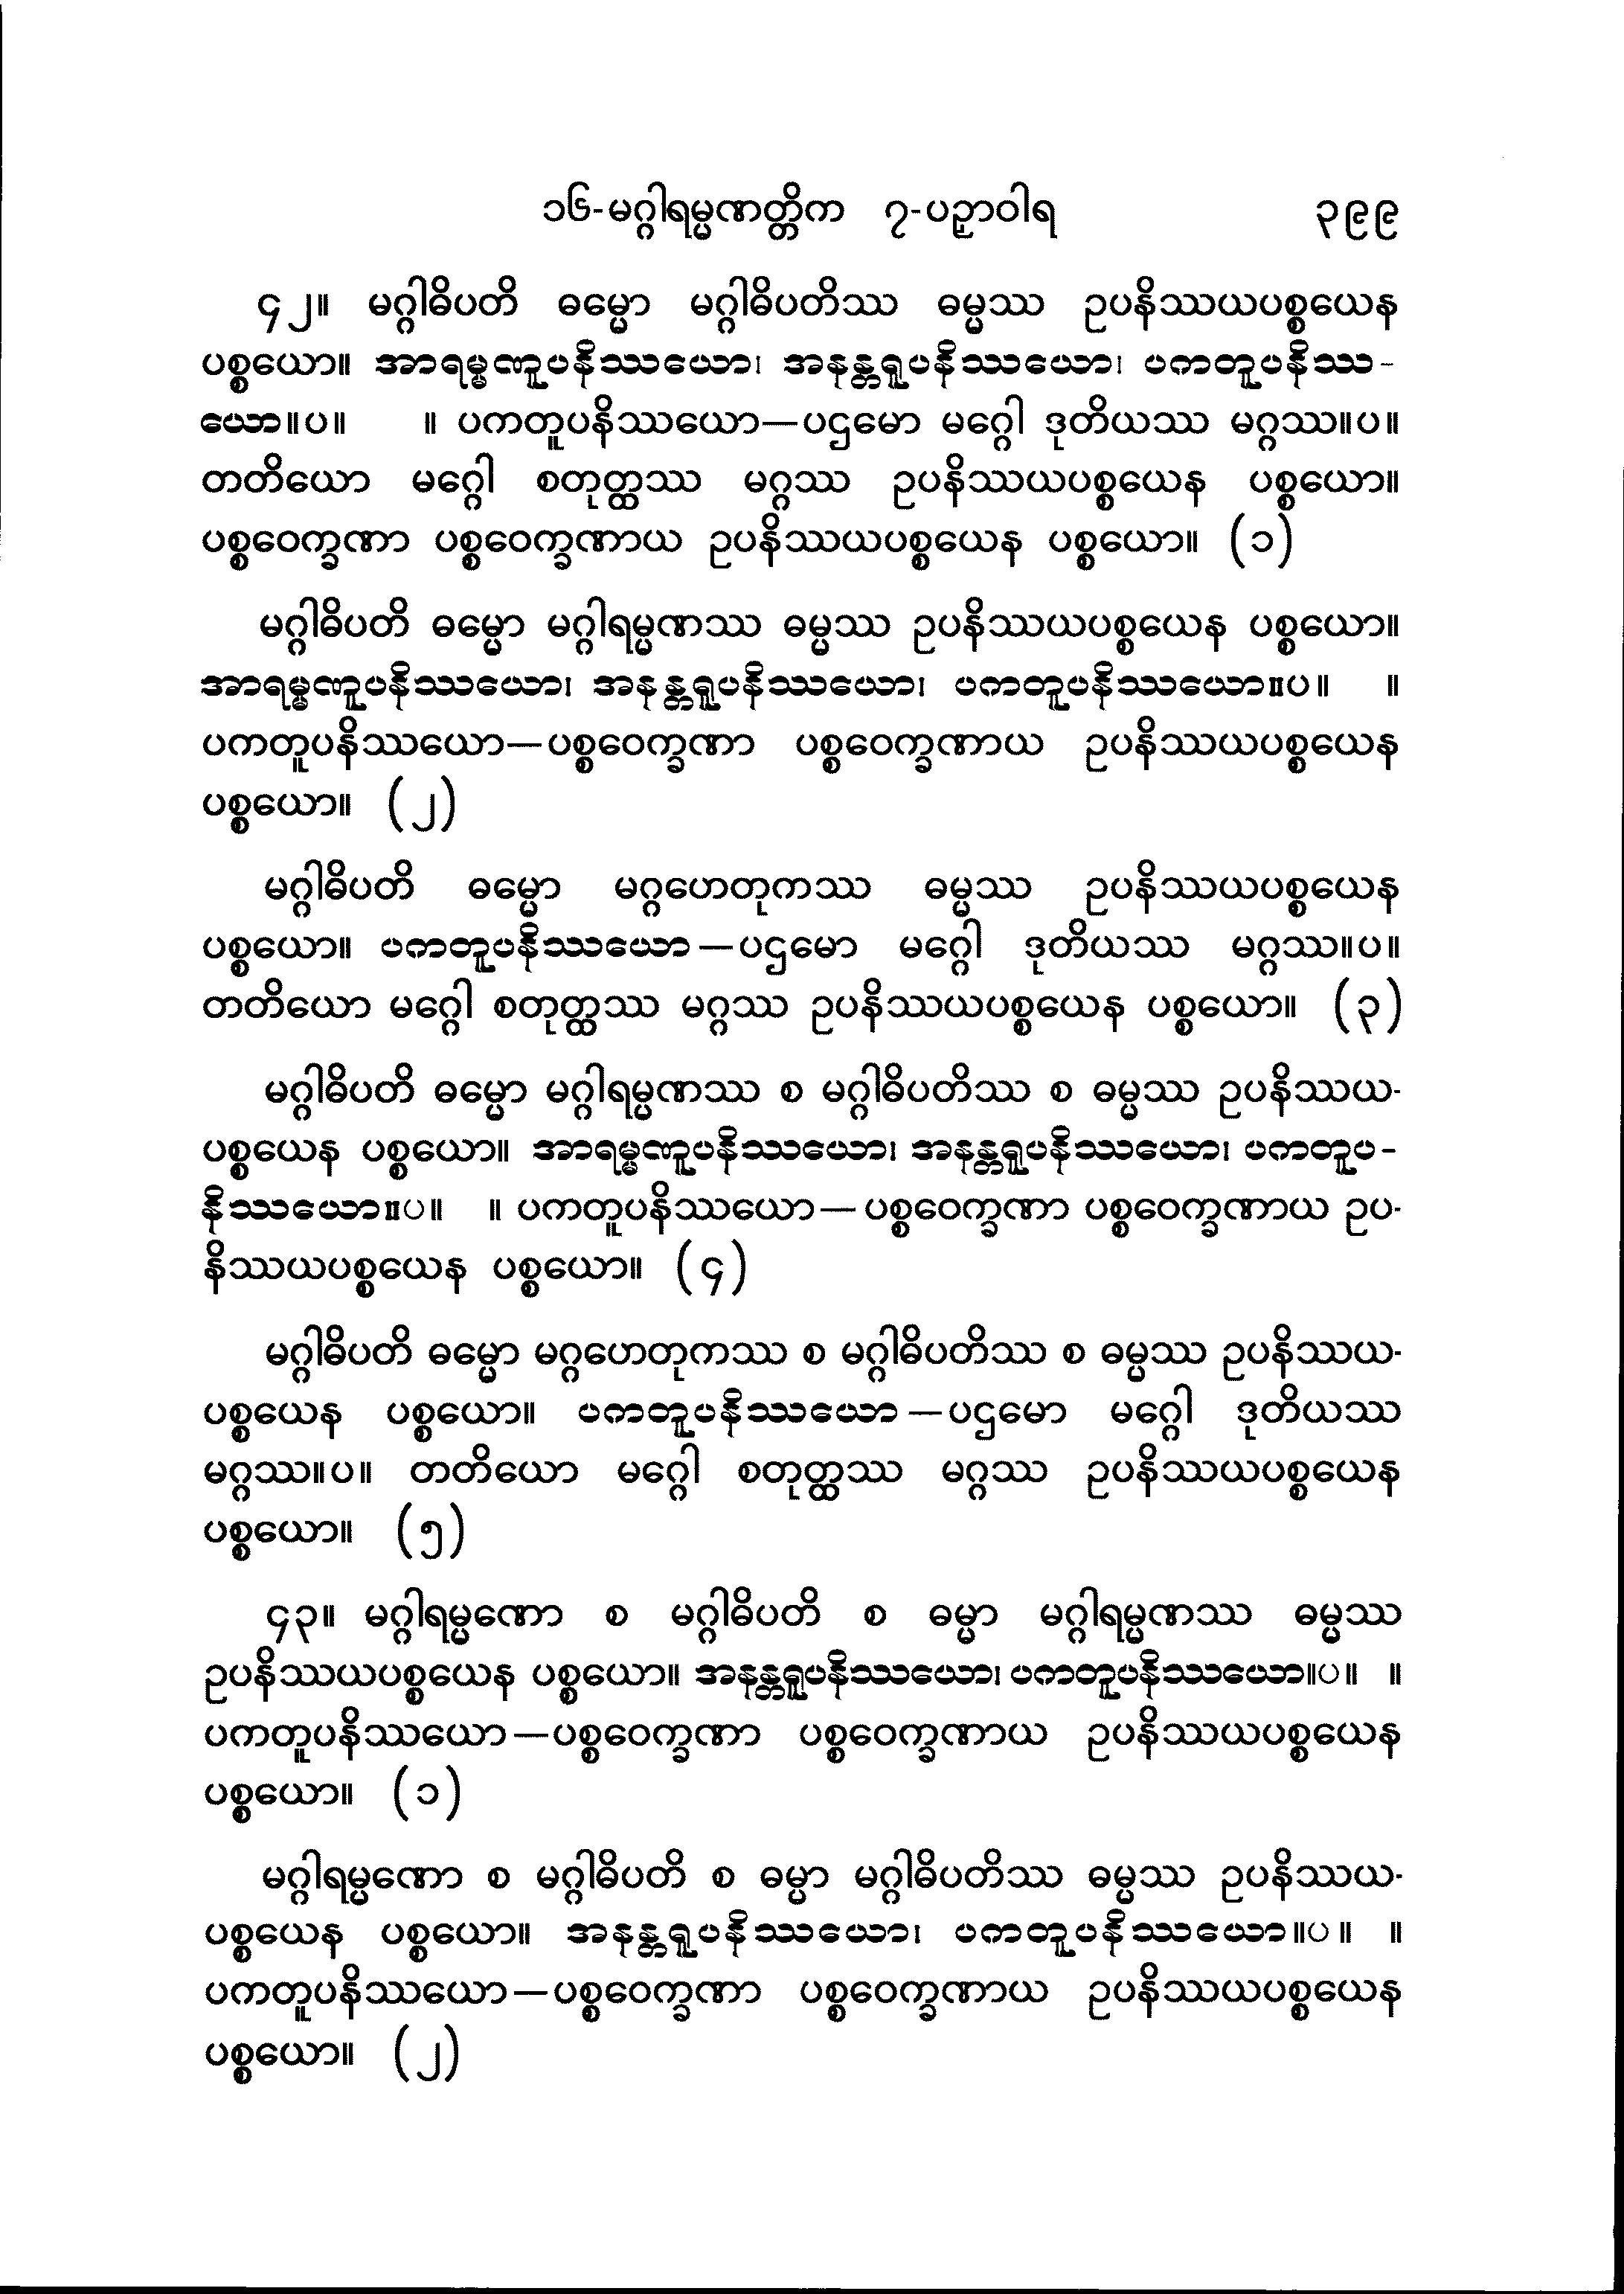 ၁၆-မဂ္ဂါရမ္မဏတ္တိက ၇-ပဉှာဝါရ ၃၉၉
၄၂။ မဂ္ဂါဓိပတိ ဓမ္မော မဂ္ဂါဓိပတိဿ ဓမ္မဿ ဥပနိဿယပစ္စယေန
ပစ္စယော။ အာရမ္မဏူပနိဿယော၊ အနန္တရူပနိဿယော၊ ပကတူပနိဿ-
ယော။ပ။ ။ ပကတူပနိဿယော—ပဌမော မဂ္ဂေါ ဒုတိယဿ မဂ္ဂဿ။ပ။
တတိယော မဂ္ဂေါ စတုတ္ထဿ မဂ္ဂဿ ဥပနိဿယပစ္စယေန ပစ္စယော။
ပစ္စဝေက္ခဏာ ပစ္စဝေက္ခဏာယ ဥပနိဿယပစ္စယေန ပစ္စယော။ (၁)
မဂ္ဂါဓိပတိ ဓမ္မော မဂ္ဂါရမ္မဏဿ ဓမ္မဿ ဥပနိဿယပစ္စယေန ပစ္စယော။
အာရမ္မဏူပနိဿယော၊ အနန္တရူပနိဿယော၊ ပကတူပနိဿယော။ပ။ ။
ပကတူပနိဿယော—ပစ္စဝေက္ခဏာ ပစ္စဝေက္ခဏာယ ဥပနိဿယပစ္စယေန
ပစ္စယော။ (၂)
မဂ္ဂါဓိပတိ ဓမ္မော မဂ္ဂဟေတုကဿ ဓမ္မဿ ဥပနိဿယပစ္စယေန
ပစ္စယော။ ပကတူပနိဿယော—ပဌမော မဂ္ဂေါ ဒုတိယဿ မဂ္ဂဿ။ပ။
တတိယော မဂ္ဂေါ စတုတ္ထဿ မဂ္ဂဿ ဥပနိဿယပစ္စယေန ပစ္စယော။ (၃)
မဂ္ဂါဓိပတိ ဓမ္မော မဂ္ဂါရမ္မဏဿ စ မဂ္ဂါဓိပတိဿ စ ဓမ္မဿ ဥပနိဿယ-
ပစ္စယေန ပစ္စယော။ အာရမ္မဏူပနိဿယော၊ အနန္တရူပနိဿယော၊ ပကတူပ-
နိဿယော။ပ။ ။ ပကတူပနိဿယော—ပစ္စဝေက္ခဏာ ပစ္စဝေက္ခဏာယ ဥပ-
နိဿယပစ္စယေန ပစ္စယော။ (၄)
မဂ္ဂါဓိပတိ ဓမ္မော မဂ္ဂဟေတုကဿ စ မဂ္ဂါဓိပတိဿ စ ဓမ္မဿ ဥပနိဿယ-
ပစ္စယေန ပစ္စယော။ ပကတူပနိဿယော—ပဌမော မဂ္ဂေါ ဒုတိယဿ
မဂ္ဂဿ။ပ။ တတိယော မဂ္ဂေါ စတုတ္ထဿ မဂ္ဂဿ ဥပနိဿယပစ္စယေန
ပစ္စယော။ (၅)
၄၃။ မဂ္ဂါရမ္မဏော စ မဂ္ဂါဓိပတိ စ ဓမ္မာ မဂ္ဂါရမ္မဏဿ ဓမ္မဿ
ဥပနိဿယပစ္စယေန ပစ္စယော။ အနန္တရူပနိဿယော၊ ပကတူပနိဿယော။ပ။ ။
ပကတူပနိဿယော—ပစ္စဝေက္ခဏာ ပစ္စဝေက္ခဏာယ ဥပနိဿယပစ္စယေန
ပစ္စယော။ (၁)
မဂ္ဂါရမ္မဏော စ မဂ္ဂါဓိပတိ စ ဓမ္မာ မဂ္ဂါဓိပတိဿ ဓမ္မဿ ဥပနိဿယ-
ပစ္စယေန ပစ္စယော။ အနန္တရူပနိဿယော၊ ပကတူပနိဿယော။ပ။ ။
ပကတူပနိဿယော—ပစ္စဝေက္ခဏာ ပစ္စဝေက္ခဏာယ ဥပနိဿယပစ္စယေန
ပစ္စယော။ (၂)